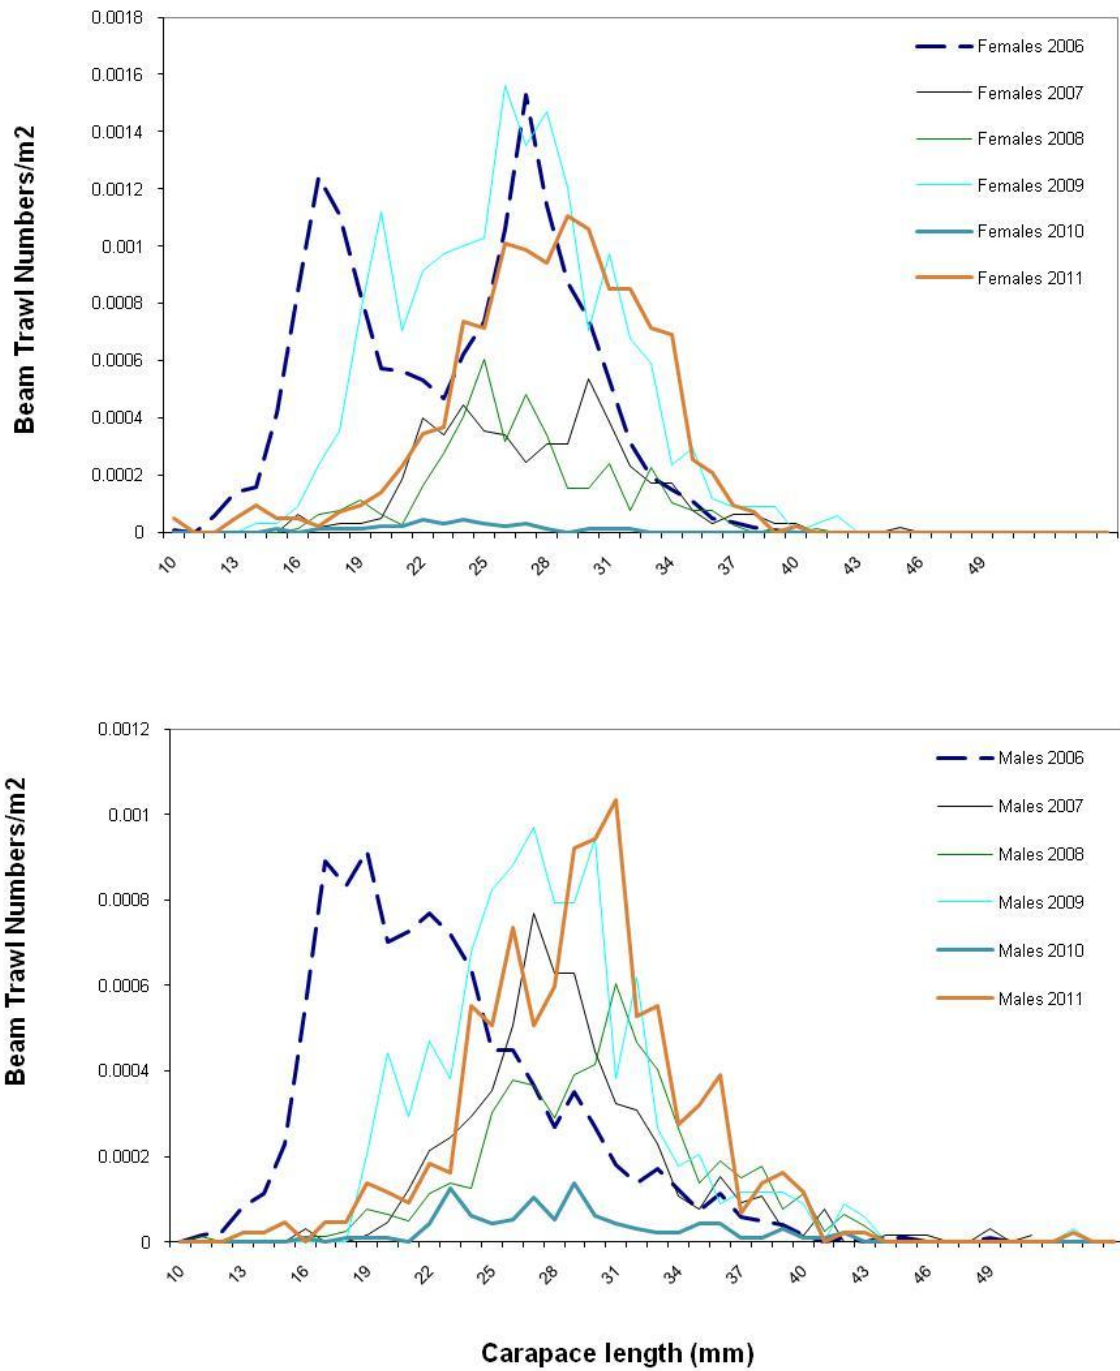 Beam Trawl Numbers/m2
0.0018
0.0016
0.0014
0.0012
0.001
0.0008
0.0006
0.0004
0.0002
0
10 13 16 19 22 25 28 31 34 37 40 43 46 49
Females 2006
Females 2007
Females 2008
Females 2009
Females 2010
Females 2011
Beam Trawl Numbers/m2
0.0012
0.001
0.0008
0.0006
0.0004
0.0002
0
10 13 16 19 22 25 28 31 34 37 40 43 46 49
Males 2006
Males 2007
Males 2008
Males 2009
Males 2010
Males 2011
Carapace length (mm)